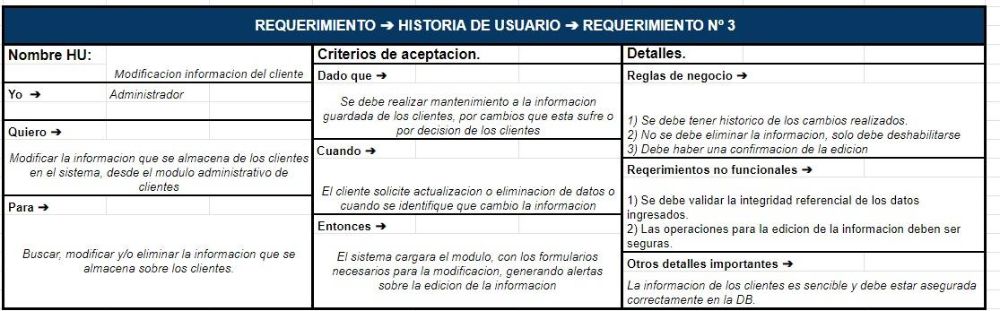 REQUERIMIENTO ➔ HISTORIA DE USUARIO ➔ REQUERIMIENTO Nº 3
Nombre HU:
Modificacion informacion del cliente
Yo ➔
Administrador
Quiero ➔
Modificar la informacion que se almacena de los clientes
en el sistema, desde el modulo administrativo de
clientes
Para ➔
Buscar, modificar y/o eliminar la informacion que se
almacena sobre los clientes.
Criterios de aceptacion.
Dado que ➔
Se debe realizar mantenimiento a la informacion
guardada de los clientes, por cambios que esta sufre o
por decision de los clientes
Cuando ➔
El cliente solicite actualizacion o eliminacion de datos o
cuando se identifique que cambio la informacion
Entonces ➔
El sistema cargara el modulo, con los formularios
necesarios para la modificacion, generando alertas
sobre la edicion de la informacion
Detalles.
Reglas de negocio ➔
1) Se debe tener historico de los cambios realizados.
2) No se debe eliminar la informacion, solo debe deshabilitarse
3) Debe haber una confirmacion de la edicion
Reqerimientos no funcionales ➔
1) Se debe validar la integridad referencial de los datos
ingresados.
2) Las operaciones para la edicion de la informacion deben ser
seguras.
Otros detalles importantes ➔
La informacion de los clientes es sencible y debe estar asegurada
correctamente en la DB.